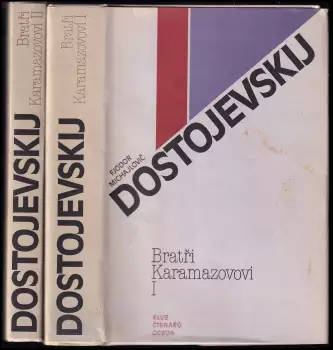 Bratři
Karamazovovi II
DOSTOJEVSKIJ
Bratři
Karamazovovi I
DOSTOJEVSKIJ
FJODOR
MICHAJLOVIČ
DOSTOJEVSKIJ
Bratři
Karamazovovi
I
KLUB
ČTENÁŘŮ
ODEON